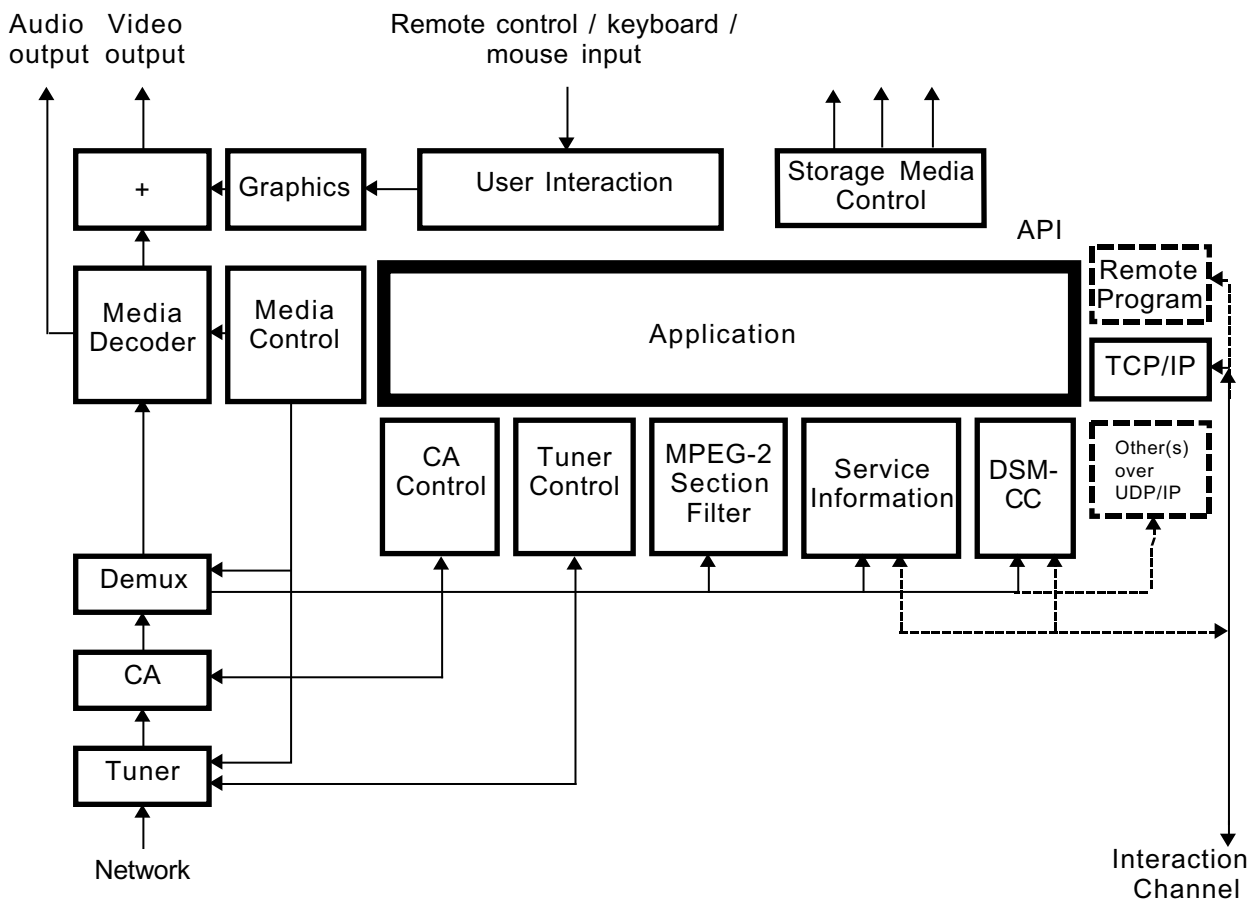 Audio Video
output output
Remote control / keyboard /
mouse input
+
Graphics
User Interaction
Storage Media
Control
API
Media
Decoder
Media
Control
Application
Remote
Program
TCP/IP
CA
Control
Tuner
Control
MPEG-2
Section
Filter
Service
Information
DSM-
CC
Other(s)
over
UDP/IP
Demux
CA
Tuner
Network
Interaction
Channel